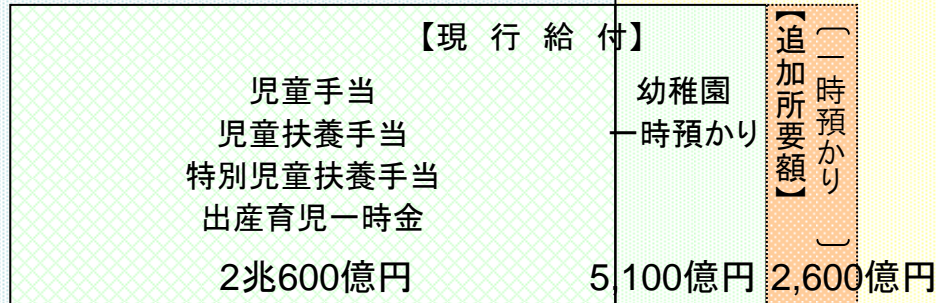 【現 行 給 付】
児童手当
児童扶養手当
特別児童扶養手当
出産育児一時金
2兆600億円
幼稚園
一時預かり
5,100億円
【追加所要額】
〔一時預かり 〕
2,600億円